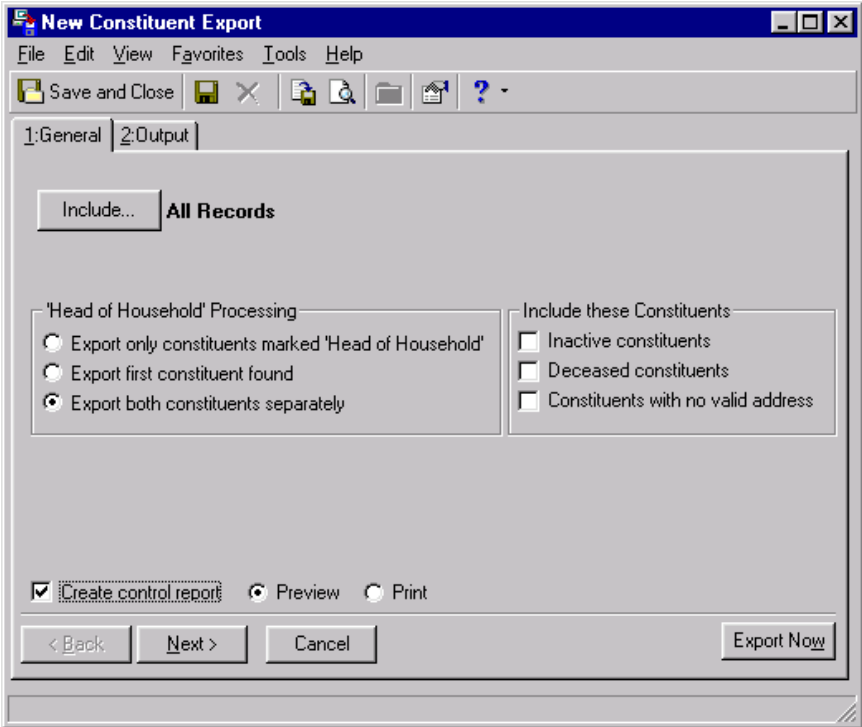 New Constituent Export
File Edit View Favorites Tools Help
Save and Close
1:General 2:Output
Include... All Records
'Head of Household' Processing
Export only constituents marked 'Head of Household'
Export first constituent found
Export both constituents separately
Include these Constituents
Inactive constituents
Deceased constituents
Constituents with no valid address
Create control report Preview Print
< Back Next > Cancel Export Now